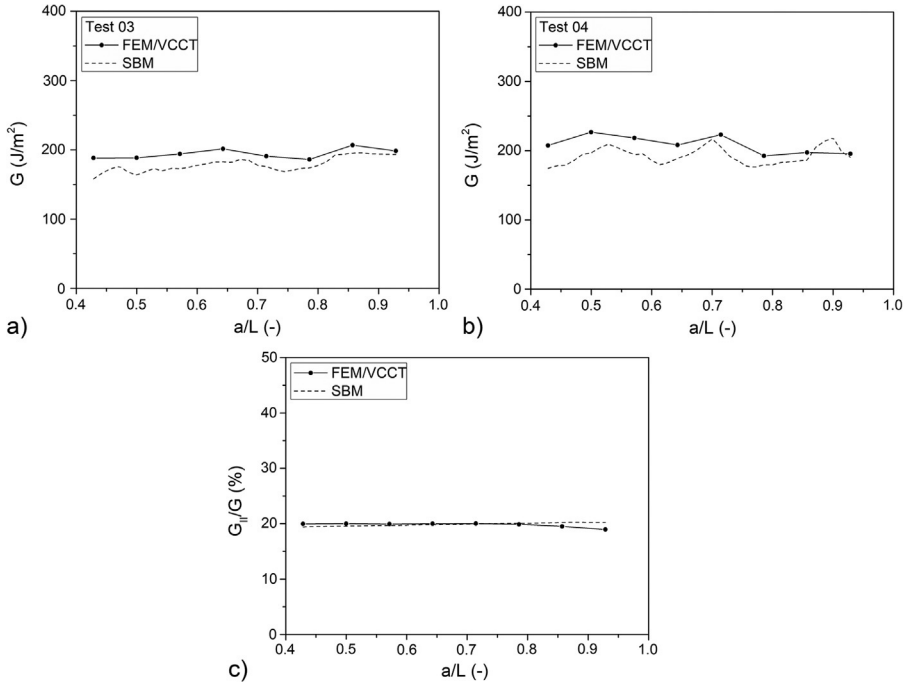 Test 03
FEM/VCCT
SBM
400
300
200
100
0
G (J/m²)
0.4 0.5 0.6 0.7 0.8 0.9 1.0
a/L (-)
a)
Test 04
FEM/VCCT
SBM
400
300
200
100
0
G (J/m²)
0.4 0.5 0.6 0.7 0.8 0.9 1.0
a/L (-)
b)
FEM/VCCT
SBM
50
40
30
20
10
0
G_II/G (%)
0.4 0.5 0.6 0.7 0.8 0.9 1.0
a/L (-)
c)